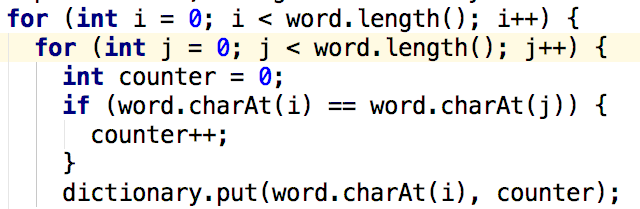 for (int i = 0; i < word.length(); i++) {
for (int j = 0; j < word.length(); j++) {
int counter = 0;
if (word.charAt(i) == word.charAt(j)) {
counter++;
}
dictionary.put(word.charAt(i), counter);